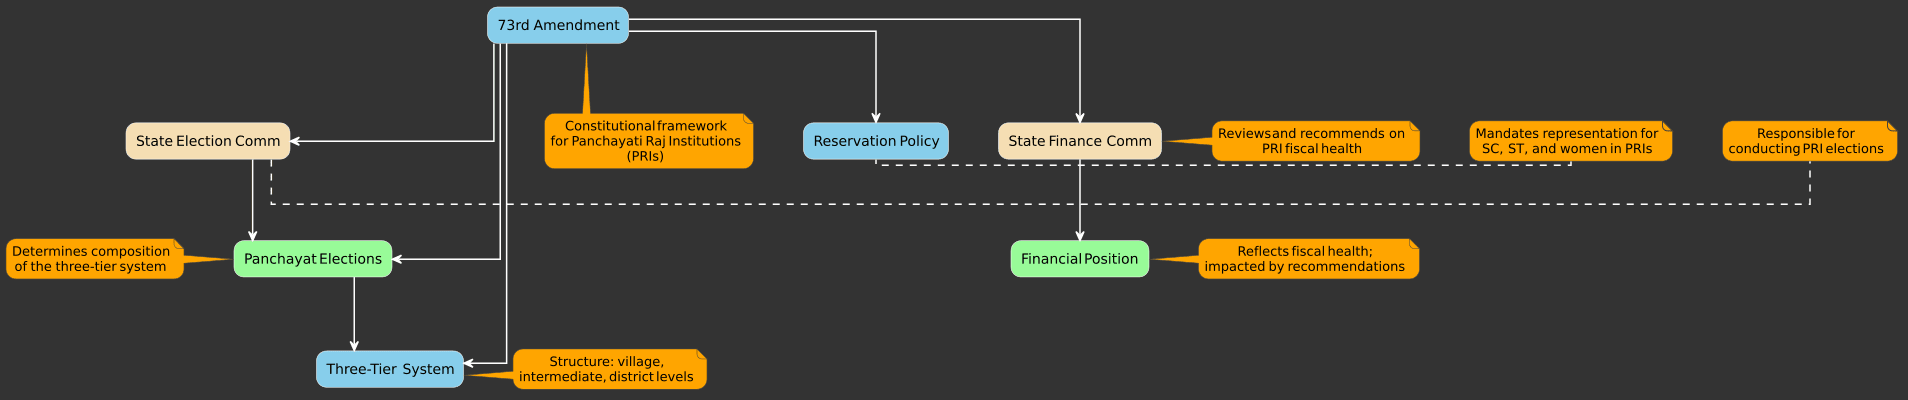 73rd Amendment
State Election Comm
Constitutional framework
for Panchayati Raj Institutions
(PRIs)
Reservation Policy
State Finance Comm
Reviews and recommends on
PRI fiscal health
Mandates representation for
SC, ST, and women in PRIs
Responsible for
conducting PRI elections
Determines composition
of the three-tier system
Panchayat Elections
Financial Position
Reflects fiscal health;
impacted by recommendations
Three-Tier System
Structure: village,
intermediate, district levels